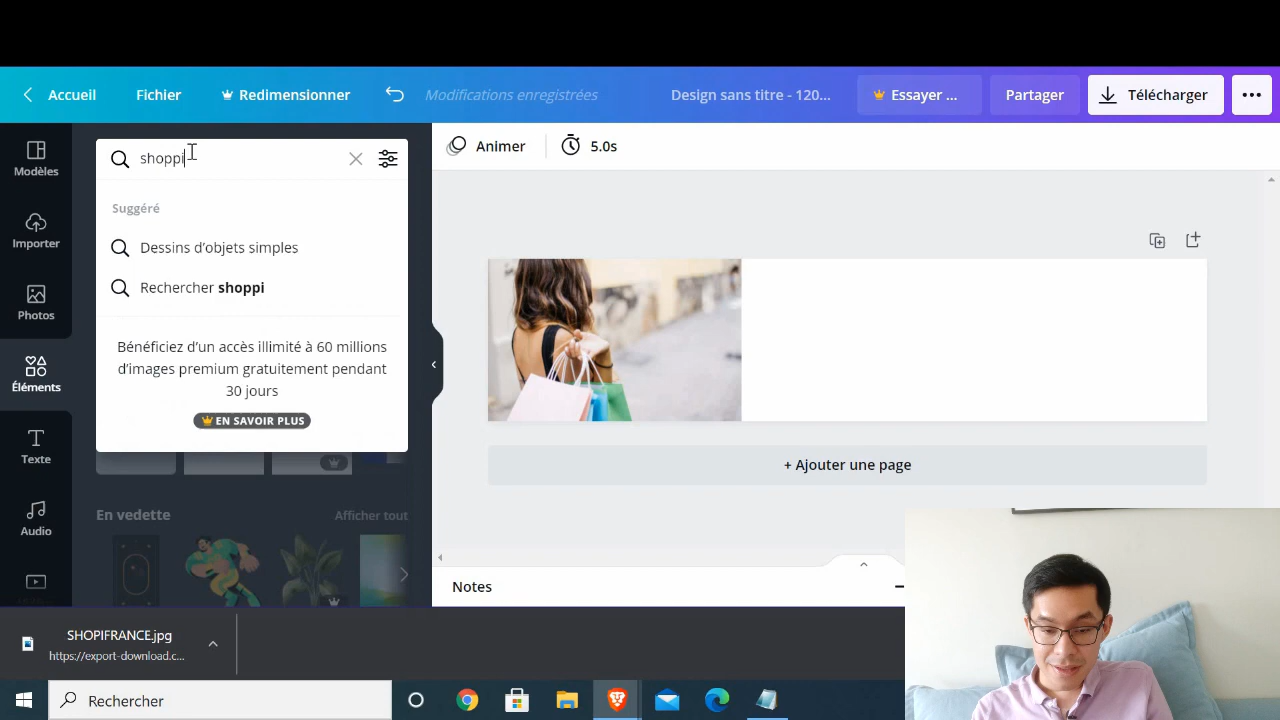 Accueil
Fichier
Redimensionner
Modifications enregistrées
Design sans titre - 120...
Essayer ...
Partager
Télécharger
Modèles
Importer
Photos
Éléments
Texte
Audio
shoppi
Suggéré
Dessins d'objets simples
Rechercher shoppi
Bénéficiez d'un accès illimité à 60 millions
d'images premium gratuitement pendant
30 jours
EN SAVOIR PLUS
En vedette
Afficher tout
Animer
5.0s
+ Ajouter une page
Notes
SHOPIFRANCE.jpg
https://export-download.c...
Rechercher